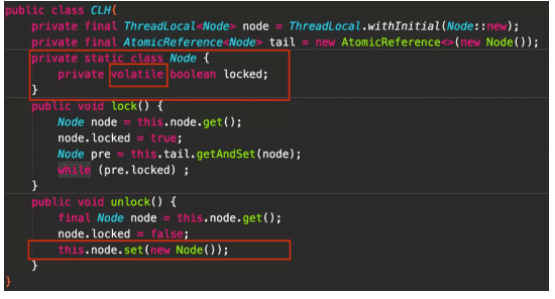 public class CLH{
    private final ThreadLocal<Node> node = ThreadLocal.withInitial(Node::new);
    private final AtomicReference<Node> tail = new AtomicReference<>(new Node());
    private static class Node {
        private volatile boolean locked;
    }
    public void lock() {
        Node node = this.node.get();
        node.locked = true;
        Node pre = this.tail.getAndSet(node);
        while (pre.locked) ;
    }
    public void unlock() {
        final Node node = this.node.get();
        node.locked = false;
        this.node.set(new Node());
    }
}